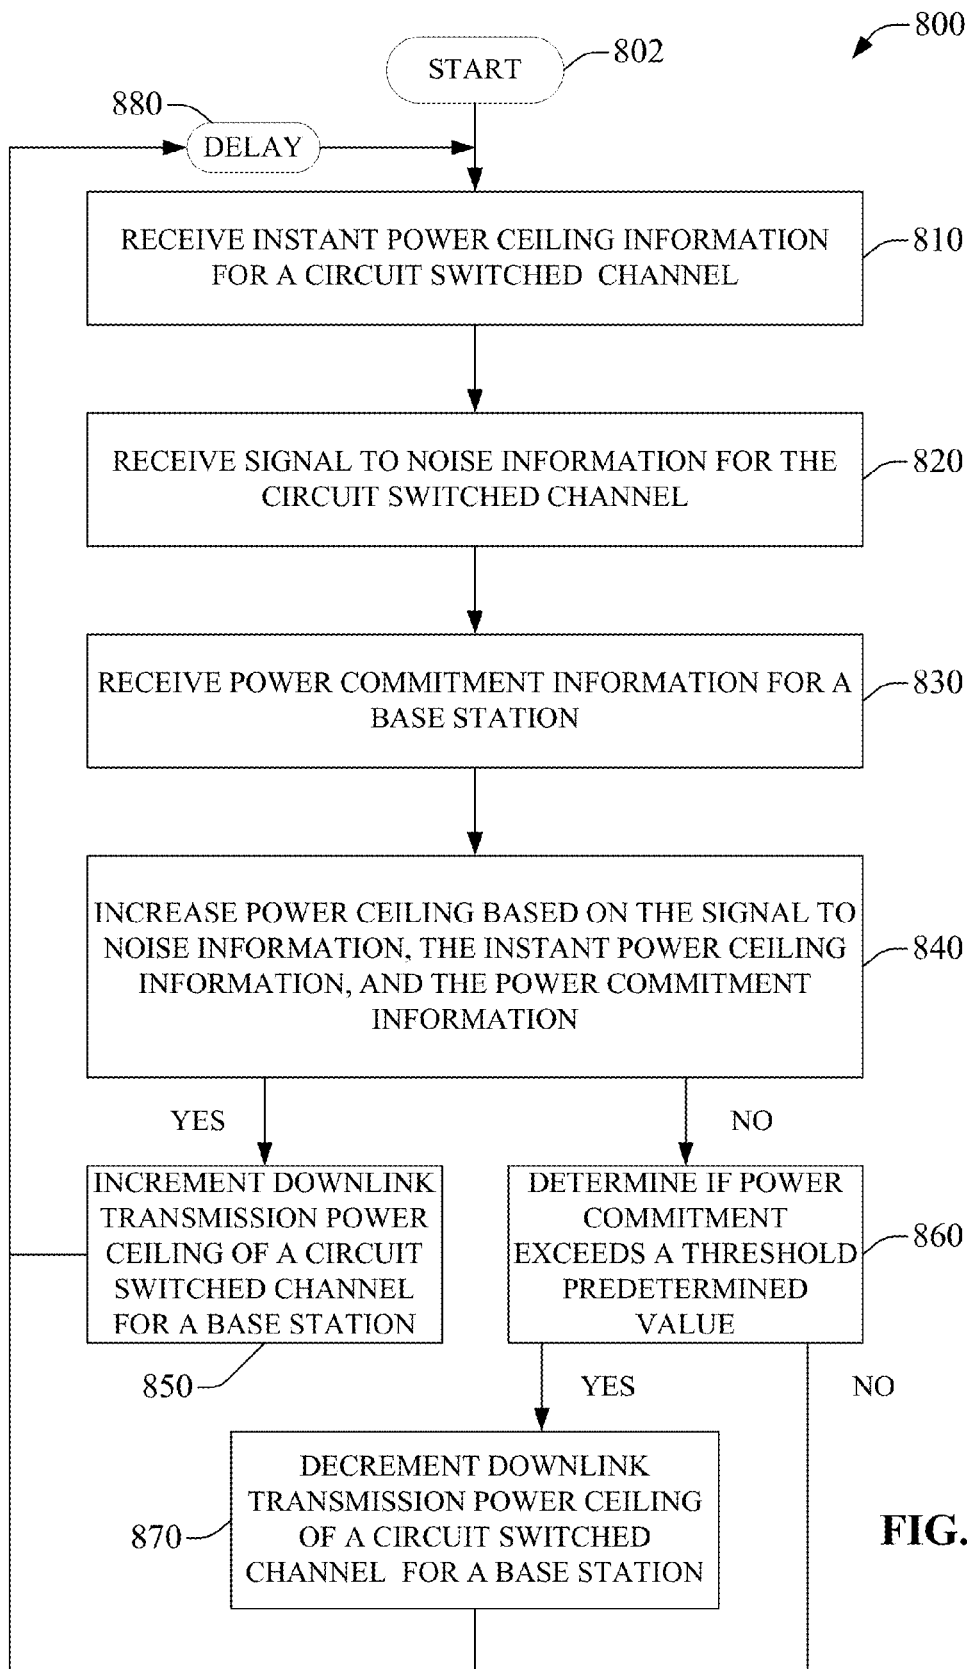 800
START
802
880
DELAY
RECEIVE INSTANT POWER CEILING INFORMATION
FOR A CIRCUIT SWITCHED CHANNEL
810
RECEIVE SIGNAL TO NOISE INFORMATION FOR THE
CIRCUIT SWITCHED CHANNEL
820
RECEIVE POWER COMMITMENT INFORMATION FOR A
BASE STATION
830
INCREASE POWER CEILING BASED ON THE SIGNAL TO
NOISE INFORMATION, THE INSTANT POWER CEILING
INFORMATION, AND THE POWER COMMITMENT
INFORMATION
840
YES
NO
INCREMENT DOWNLINK
TRANSMISSION POWER
CEILING OF A CIRCUIT
SWITCHED CHANNEL
FOR A BASE STATION
850
DETERMINE IF POWER
COMMITMENT
EXCEEDS A THRESHOLD
PREDETERMINED
VALUE
860
YES
NO
DECREMENT DOWNLINK
TRANSMISSION POWER CEILING
OF A CIRCUIT SWITCHED
CHANNEL FOR A BASE STATION
870
FIG.